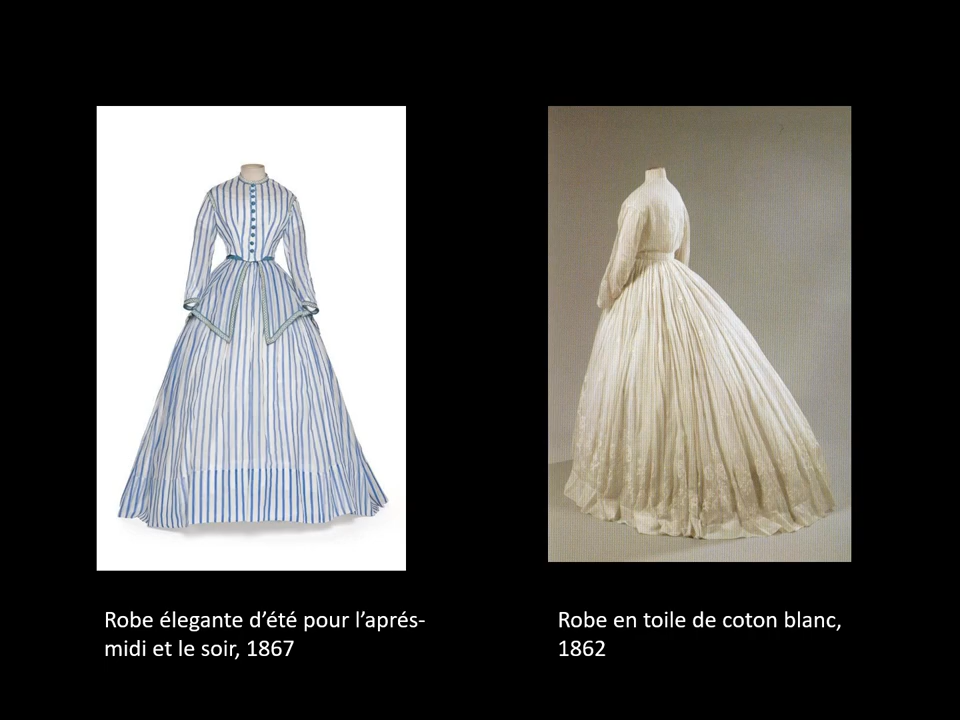 Robe élegante d’été pour l’aprés-
midi et le soir, 1867
Robe en toile de coton blanc,
1862